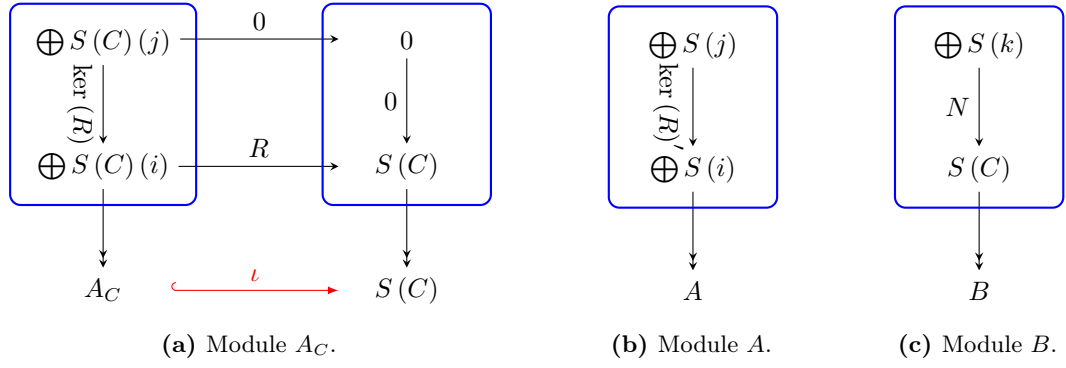 ⊕ S (C) (j) 0 0 ⊕ S (j) ⊕ S (k)
ker (R) 0 ker (R)′ N
⊕ S (C) (i) R S (C) ⊕ S (i) S (C)
A_C ι S (C) A B
(a) Module A_C. (b) Module A. (c) Module B.